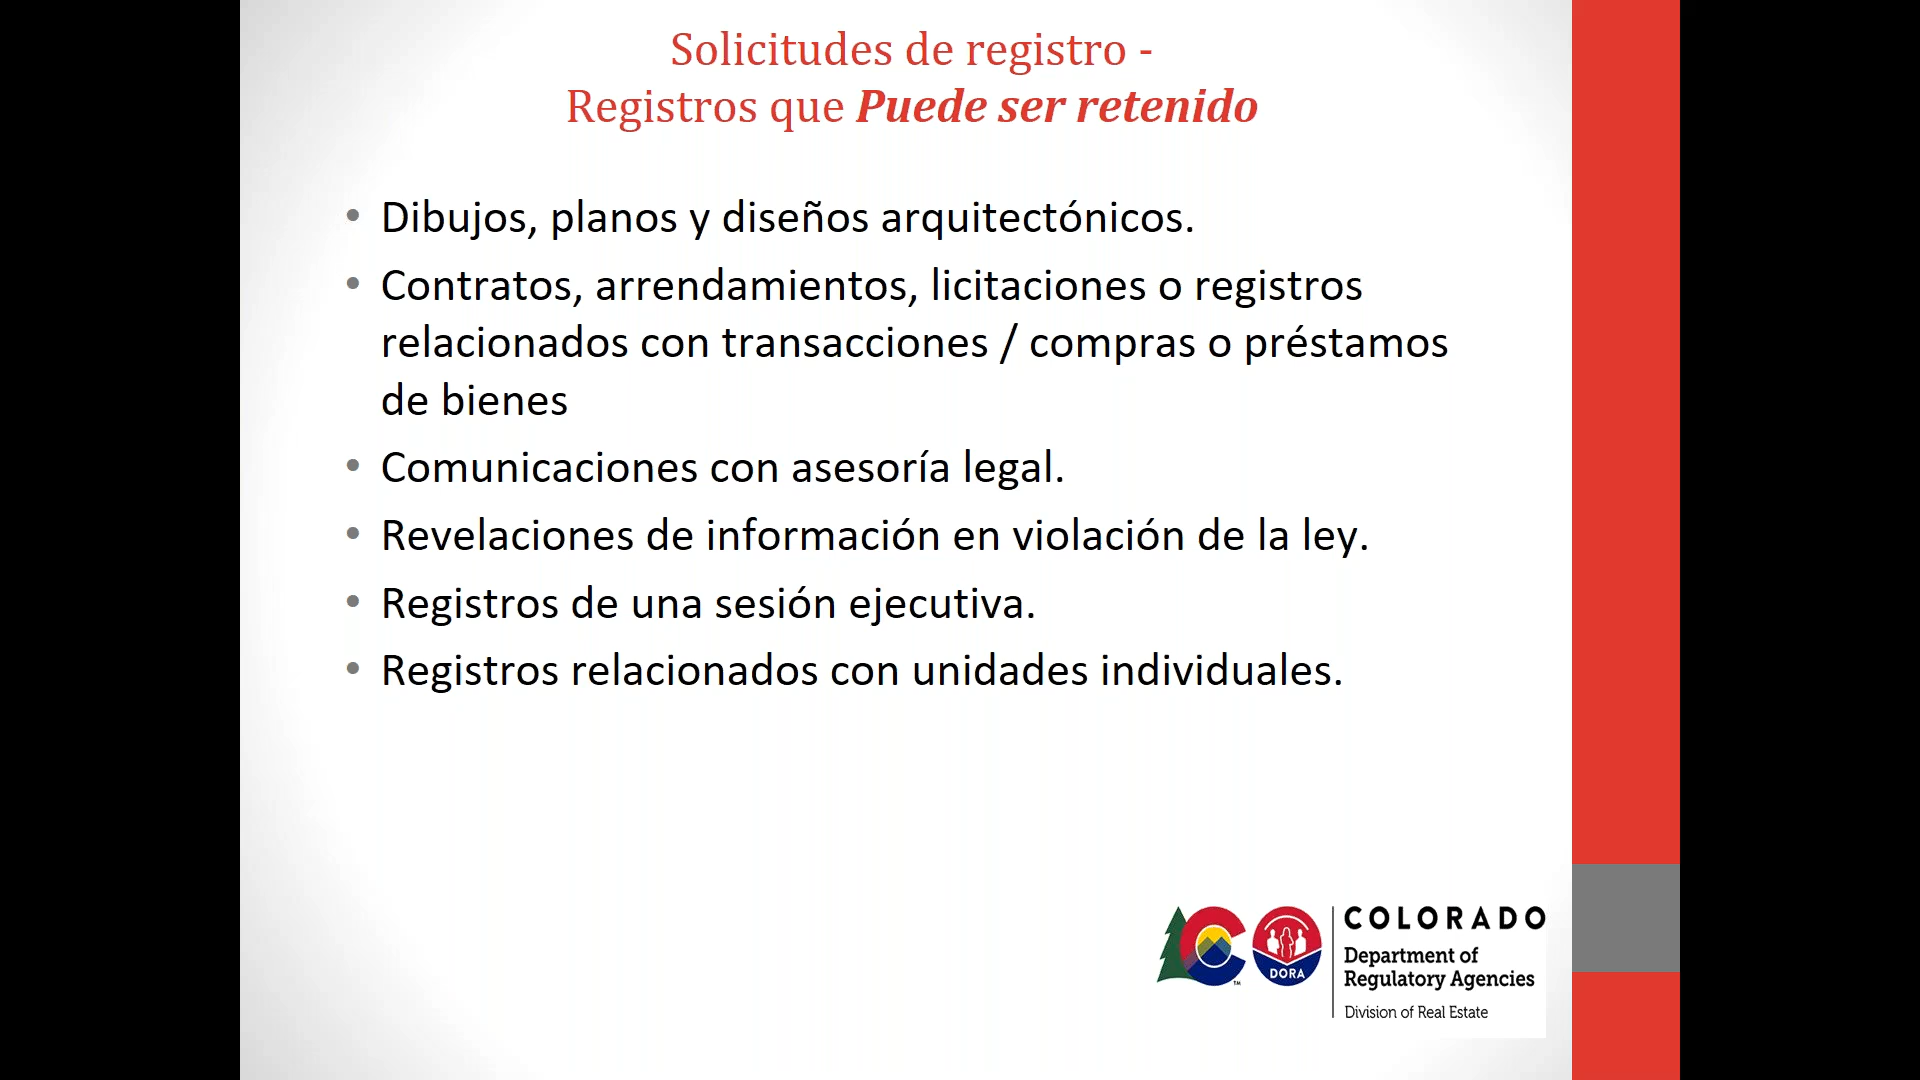 Solicitudes de registro -
Registros que Puede ser retenido
• Dibujos, planos y diseños arquitectónicos.
• Contratos, arrendamientos, licitaciones o registros
relacionados con transacciones / compras o préstamos
de bienes
• Comunicaciones con asesoría legal.
• Revelaciones de información en violación de la ley.
• Registros de una sesión ejecutiva.
• Registros relacionados con unidades individuales.
DORA
TM
COLORADO
Department of
Regulatory Agencies
Division of Real Estate